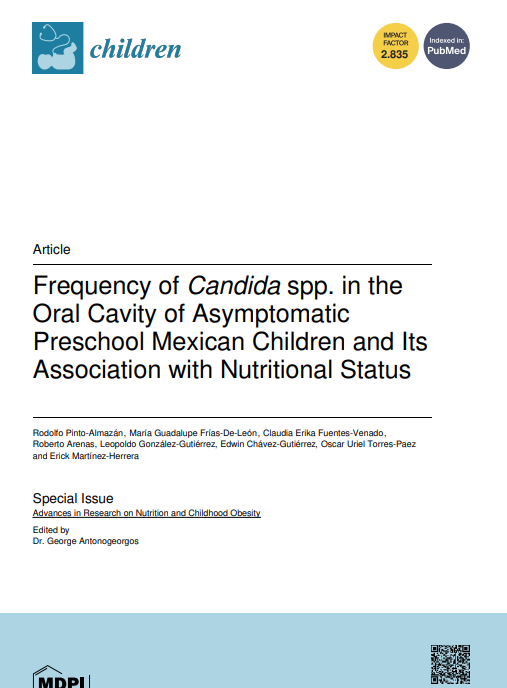 children
IMPACT
FACTOR
2.835
Indexed in:
PubMed
Article
Frequency of Candida spp. in the
Oral Cavity of Asymptomatic
Preschool Mexican Children and Its
Association with Nutritional Status
Rodolfo Pinto-Almazán, María Guadalupe Frías-De-León, Claudia Erika Fuentes-Venado,
Roberto Arenas, Leopoldo González-Gutiérrez, Edwin Chávez-Gutiérrez, Oscar Uriel Torres-Paez
and Erick Martínez-Herrera
Special Issue
Advances in Research on Nutrition and Childhood Obesity
Edited by
Dr. George Antonogeorgos
MDPI